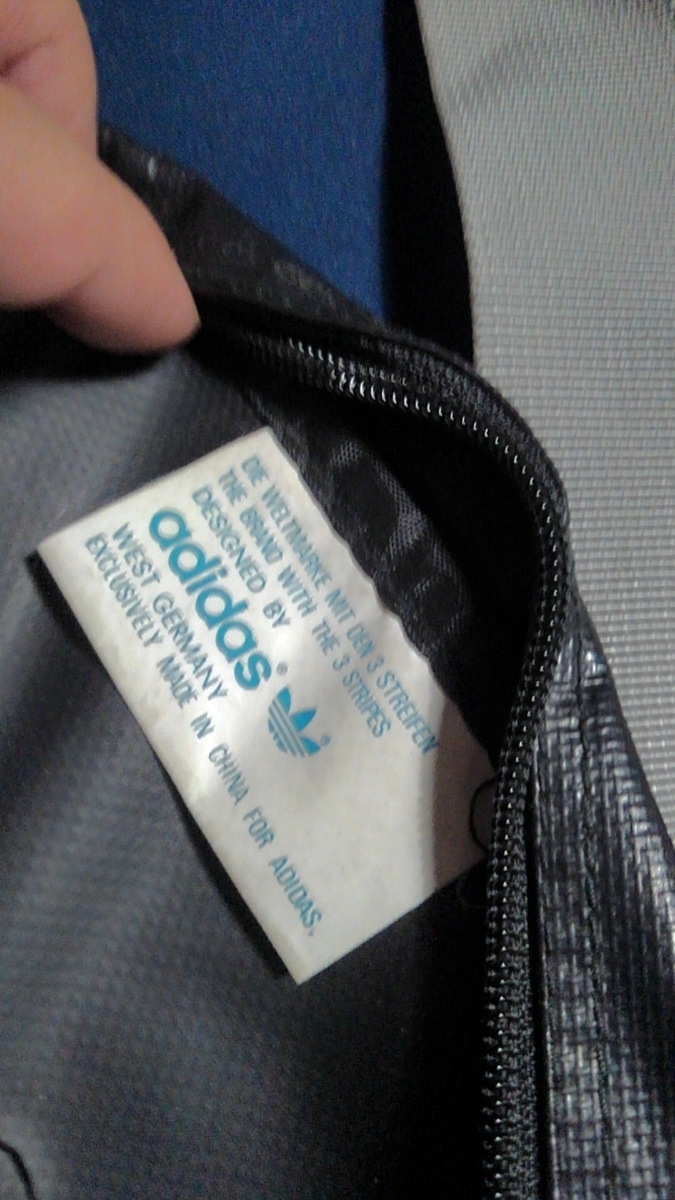 DIE WELTMARKE MIT DEN 3 STREIFEN
THE BRAND WITH THE 3 STRIPES
DESIGNED BY
adidas®
WEST GERMANY
EXCLUSIVELY MADE IN CHINA FOR ADIDAS.